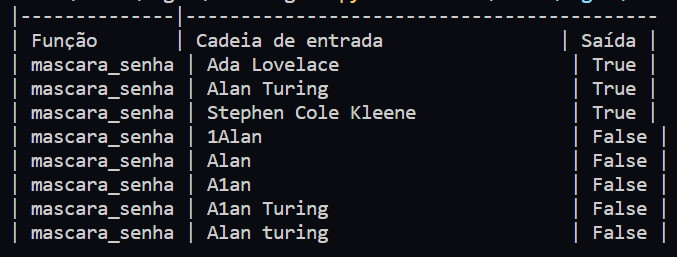 |--------------|------------------------------------------
| Função       | Cadeia de entrada                | Saída |
| mascara_senha | Ada Lovelace                     | True |
| mascara_senha | Alan Turing                      | True |
| mascara_senha | Stephen Cole Kleene              | True |
| mascara_senha | 1Alan                            | False |
| mascara_senha | Alan                             | False |
| mascara_senha | A1an                             | False |
| mascara_senha | A1an Turing                      | False |
| mascara_senha | Alan turing                      | False |